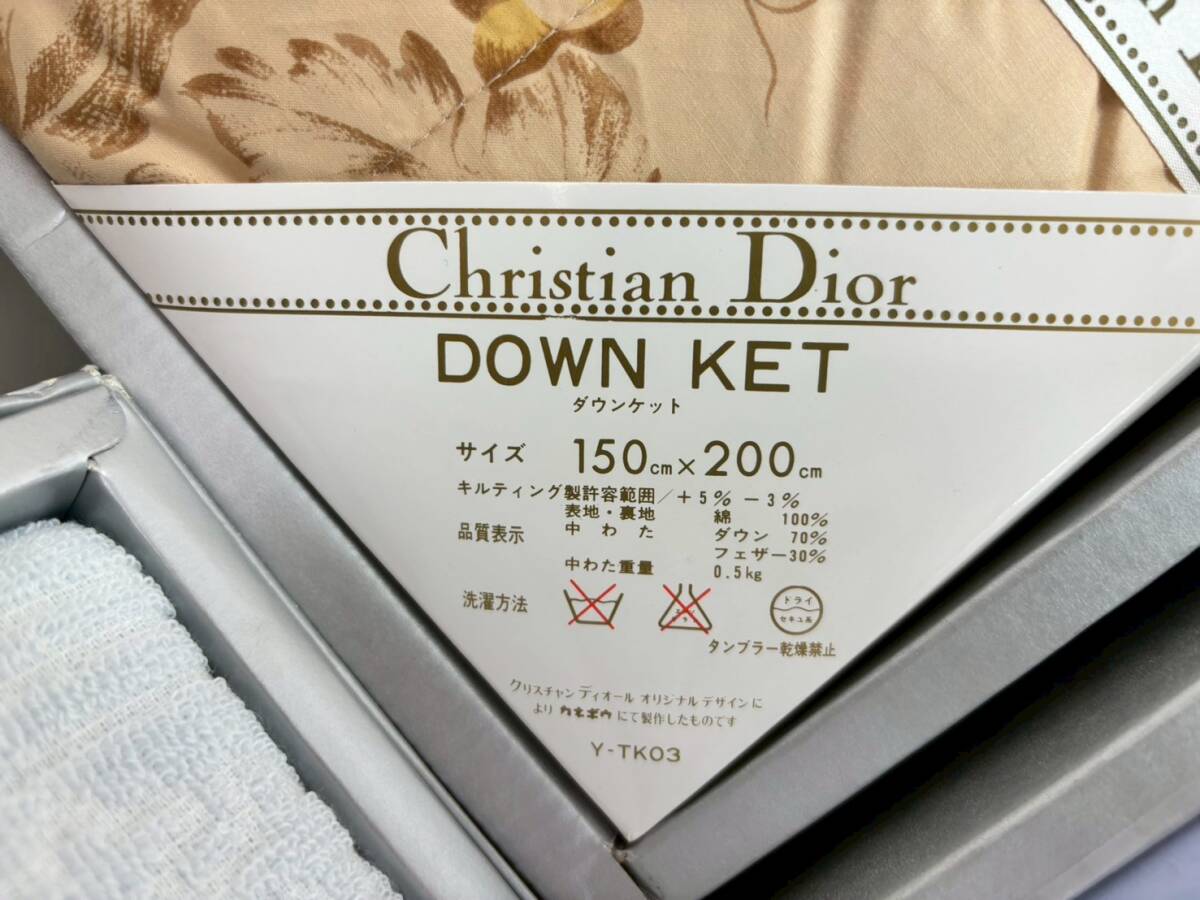 Christian Dior
DOWN KET
ダウンケット
サイズ 150cm×200cm
キルティング製許容範囲/+5% -3%
品質表示 表地・裏地 綿 100%
中わた ダウン 70%
フェザー30%
中わた重量 0.5kg
洗濯方法 ドライ セキユ系
タンブラー乾燥禁止
クリスチャン ディオール オリジナル デザインに
より カネボウ にて製作したものです
Y-TK03